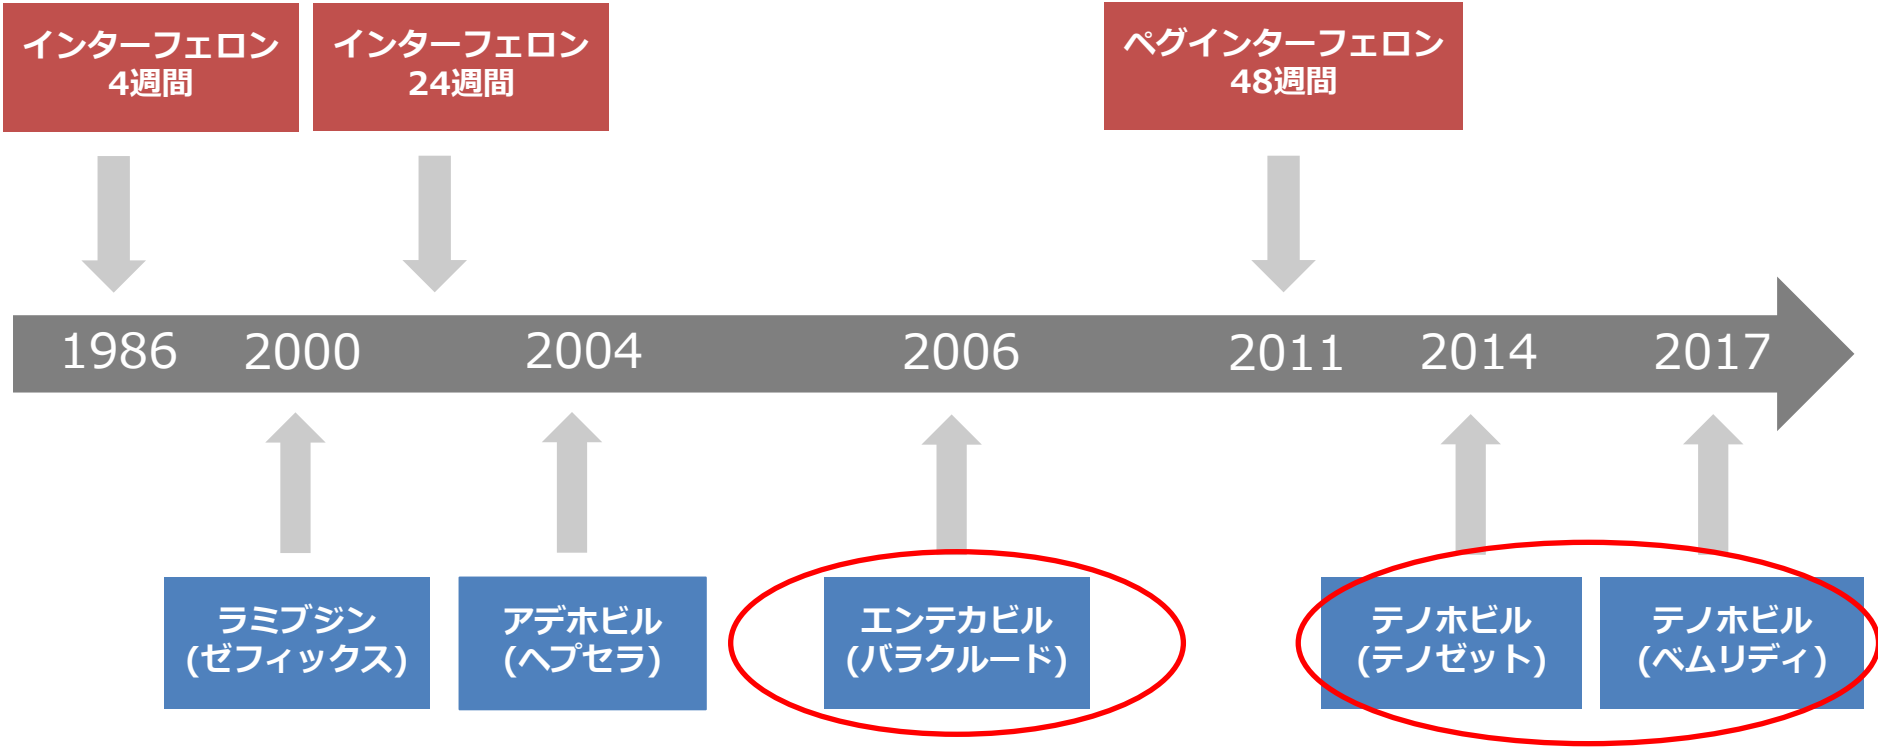 インターフェロン
4週間
インターフェロン
24週間
ペグインターフェロン
48週間
1986
2000
2004
2006
2011
2014
2017
ラミブジン
(ゼフィックス)
アデホビル
(ヘプセラ)
エンテカビル
(バラクルード)
テノホビル
(テノゼット)
テノホビル
(ベムリディ)